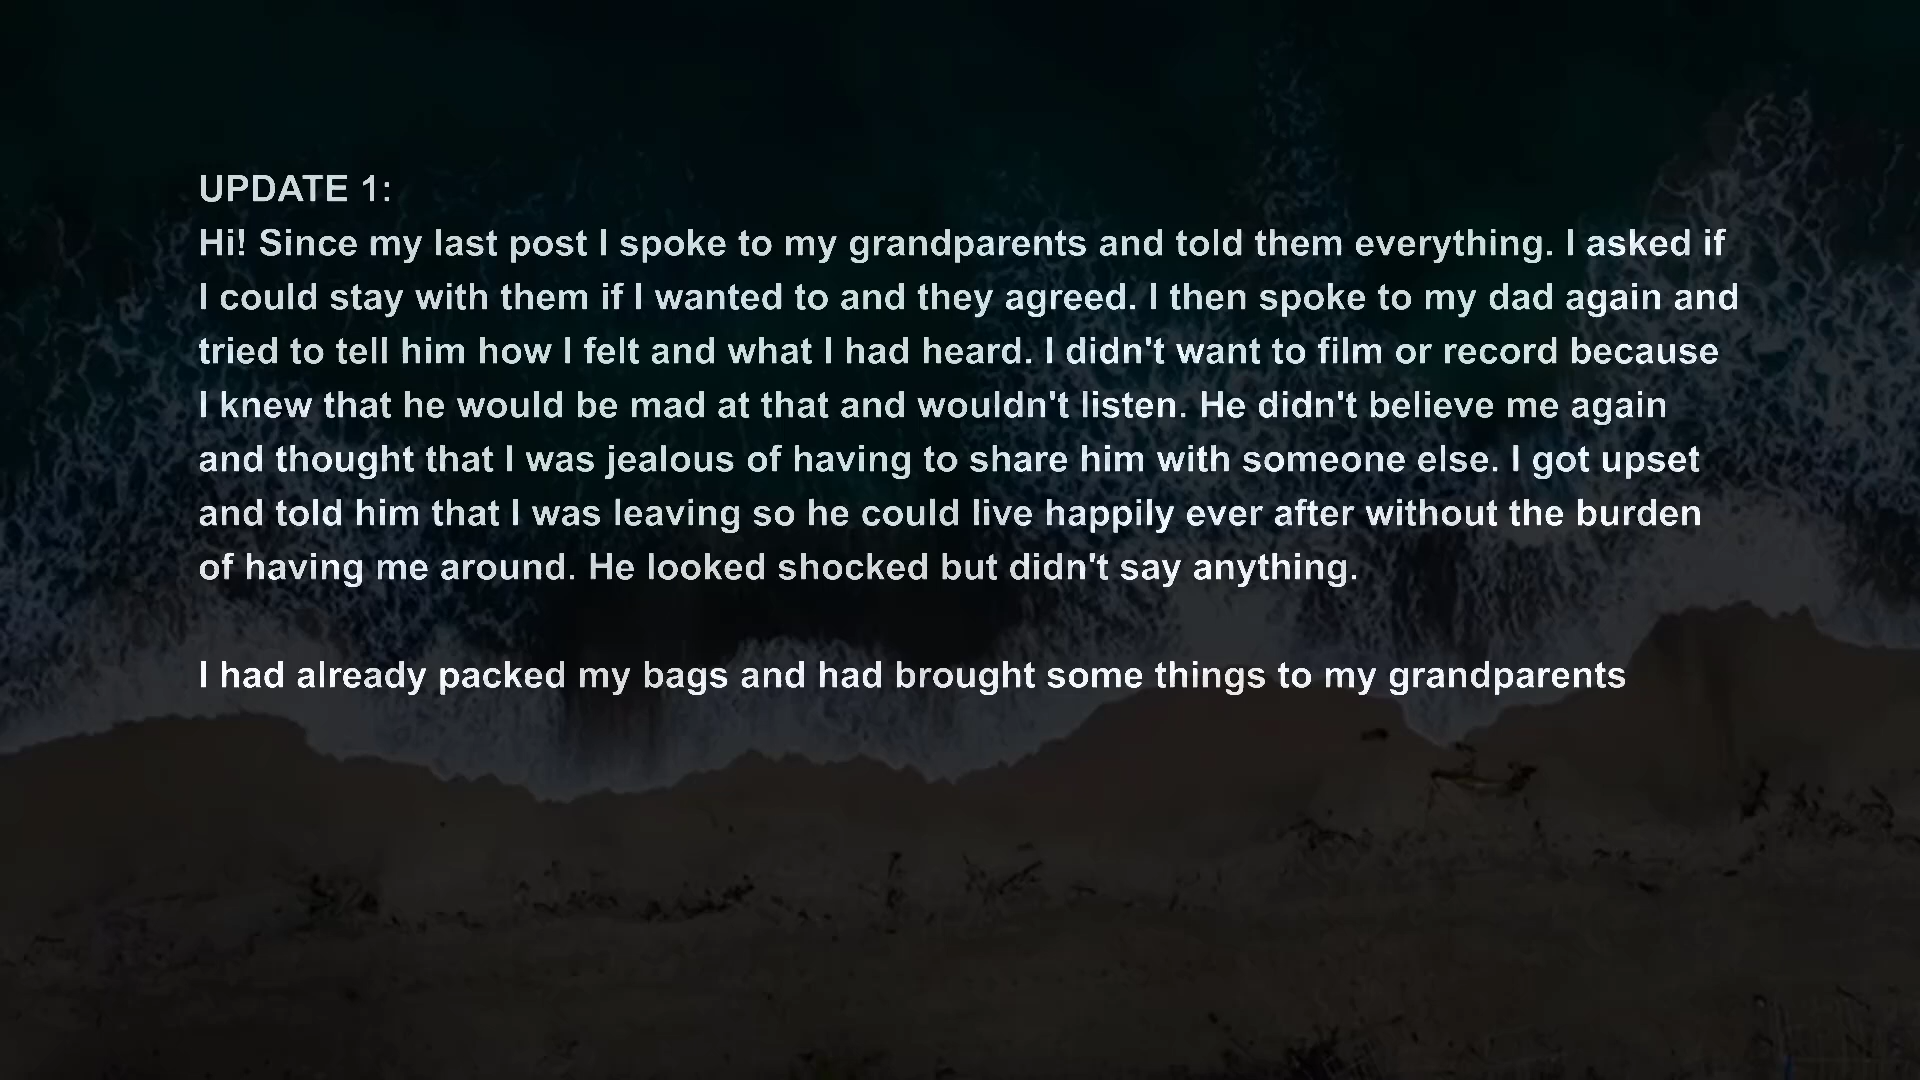 UPDATE 1:
Hi! Since my last post I spoke to my grandparents and told them everything. I asked if
I could stay with them if I wanted to and they agreed. I then spoke to my dad again and
tried to tell him how I felt and what I had heard. I didn't want to film or record because
I knew that he would be mad at that and wouldn't listen. He didn't believe me again
and thought that I was jealous of having to share him with someone else. I got upset
and told him that I was leaving so he could live happily ever after without the burden
of having me around. He looked shocked but didn't say anything.
I had already packed my bags and had brought some things to my grandparents